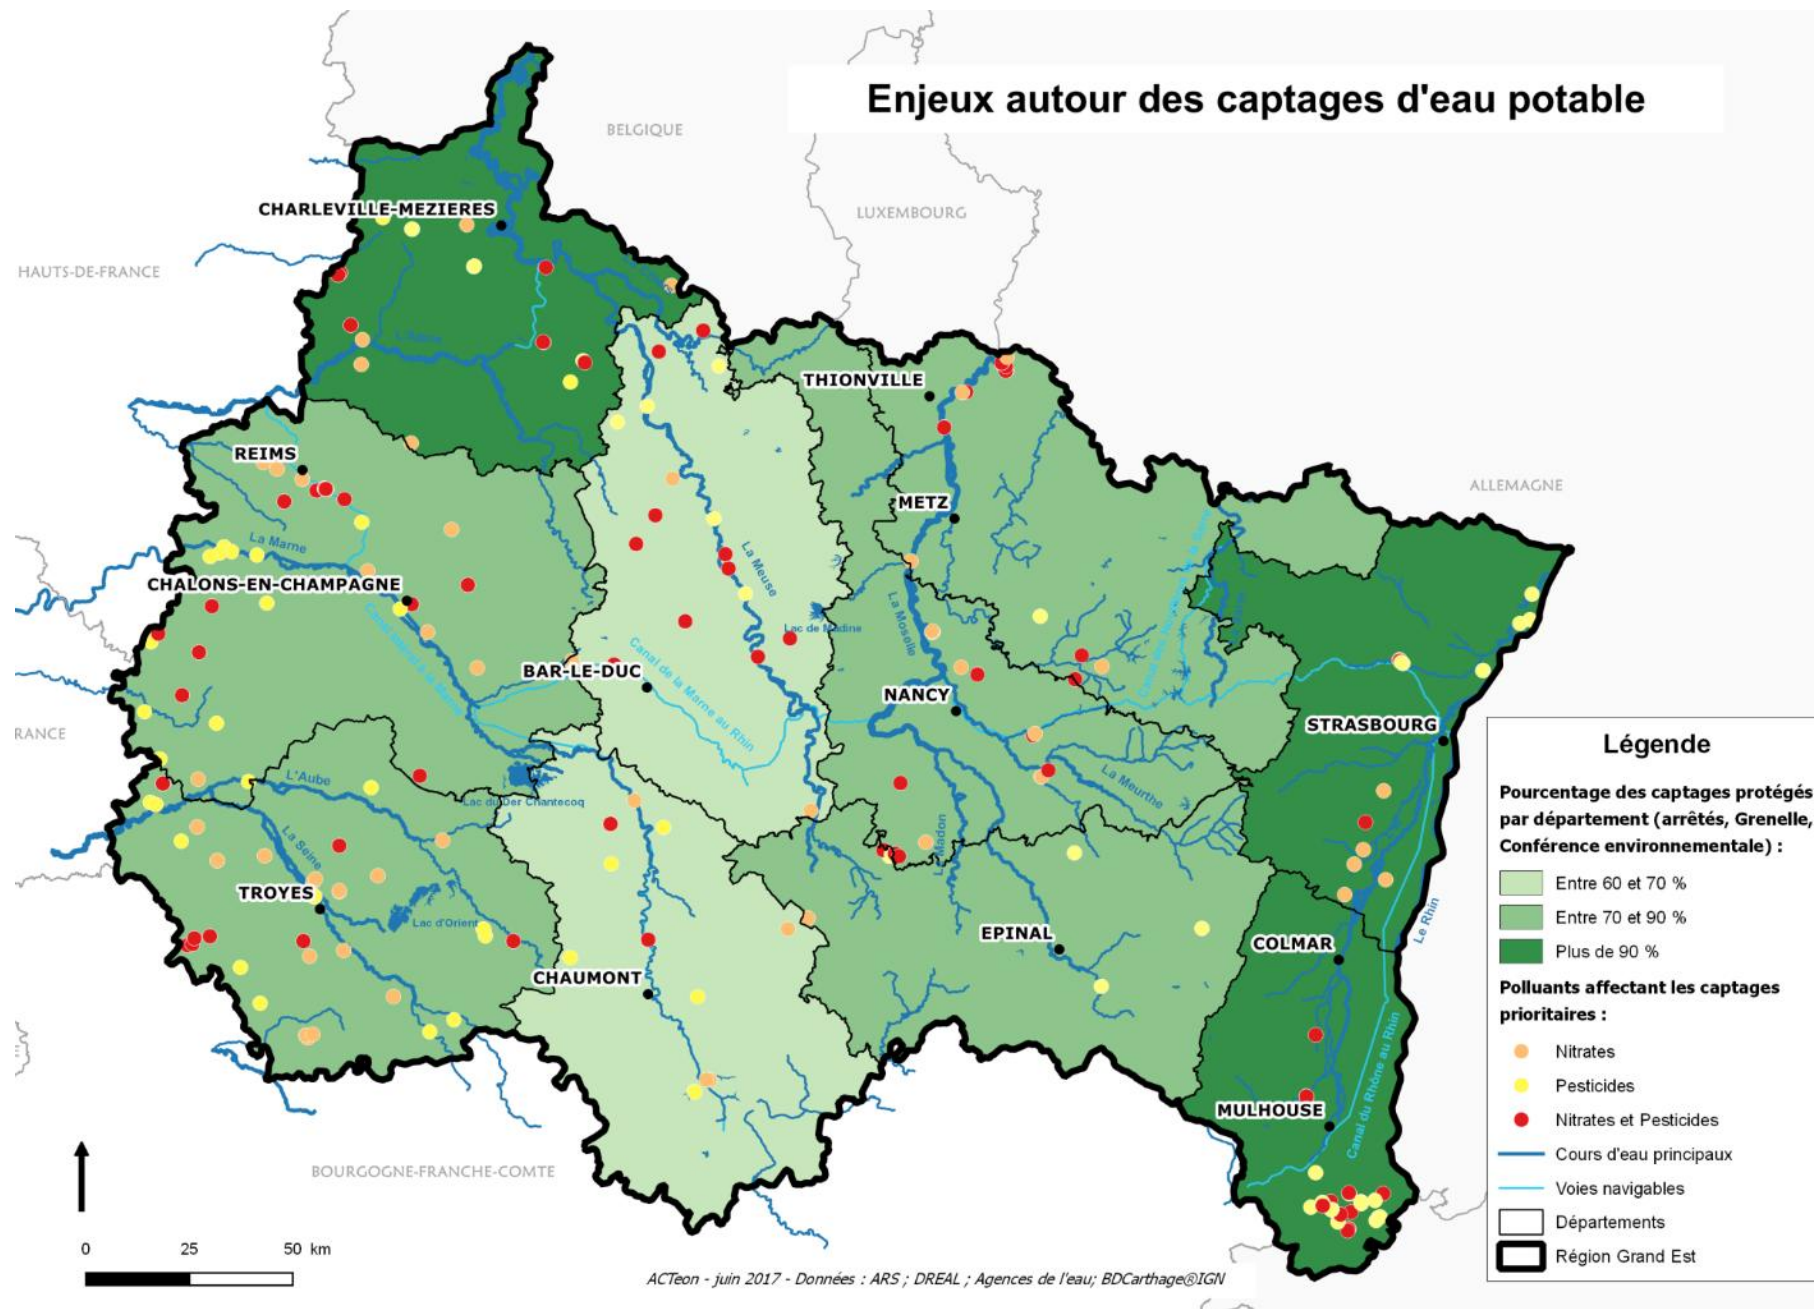 Enjeux autour des captages d'eau potable
BELGIQUE
LUXEMBOURG
HAUTS-DE-FRANCE
ALLEMAGNE
RANCE
BOURGOGNE-FRANCHE-COMTE
CHARLEVILLE-MEZIERES
THIONVILLE
REIMS
METZ
La Marne
CHALONS-EN-CHAMPAGNE
La Meuse
La Moselle
Lac de Madine
BAR-LE-DUC
Canal de la Marne au Rhin
NANCY
STRASBOURG
L'Aube
Lac du Der Chantecoq
La Meurthe
La Seine
TROYES
Lac d'Orient
EPINAL
COLMAR
Le Rhin
CHAUMONT
MULHOUSE
Canal du Rhône au Rhin
Légende
Pourcentage des captages protégés
par département (arrêtés, Grenelle,
Conférence environnementale) :
Entre 60 et 70 %
Entre 70 et 90 %
Plus de 90 %
Polluants affectant les captages
prioritaires :
Nitrates
Pesticides
Nitrates et Pesticides
Cours d'eau principaux
Voies navigables
Départements
Région Grand Est
0 25 50 km
ACTeon - juin 2017 - Données : ARS ; DREAL ; Agences de l'eau; BDCarthage®IGN